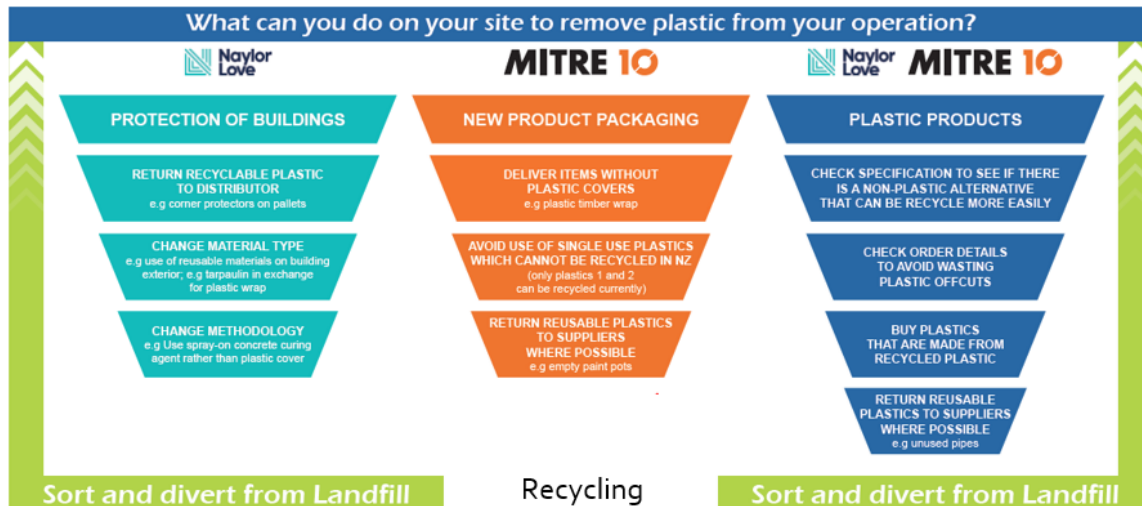 What can you do on your site to remove plastic from your operation?
Naylor
Love
MITRE 10
Naylor
Love
MITRE 10
PROTECTION OF BUILDINGS
RETURN RECYCLABLE PLASTIC
TO DISTRIBUTOR
e.g corner protectors on pallets
CHANGE MATERIAL TYPE
e.g use of reusable materials on building
exterior; e.g tarpaulin in exchange
for plastic wrap
CHANGE METHODOLOGY
e.g Use spray-on concrete curing
agent rather than plastic cover
NEW PRODUCT PACKAGING
DELIVER ITEMS WITHOUT
PLASTIC COVERS
e.g plastic timber wrap
AVOID USE OF SINGLE USE PLASTICS
WHICH CANNOT BE RECYCLED IN NZ
(only plastics 1 and 2
can be recycled currently)
RETURN REUSABLE PLASTICS
TO SUPPLIERS
WHERE POSSIBLE
e.g empty paint pots
PLASTIC PRODUCTS
CHECK SPECIFICATION TO SEE IF THERE
IS A NON-PLASTIC ALTERNATIVE
THAT CAN BE RECYCLE MORE EASILY
CHECK ORDER DETAILS
TO AVOID WASTING
PLASTIC OFFCUTS
BUY PLASTICS
THAT ARE MADE FROM
RECYCLED PLASTIC
RETURN REUSABLE
PLASTICS TO SUPPLIERS
WHERE POSSIBLE
e.g unused pipes
Sort and divert from Landfill
Recycling
Sort and divert from Landfill